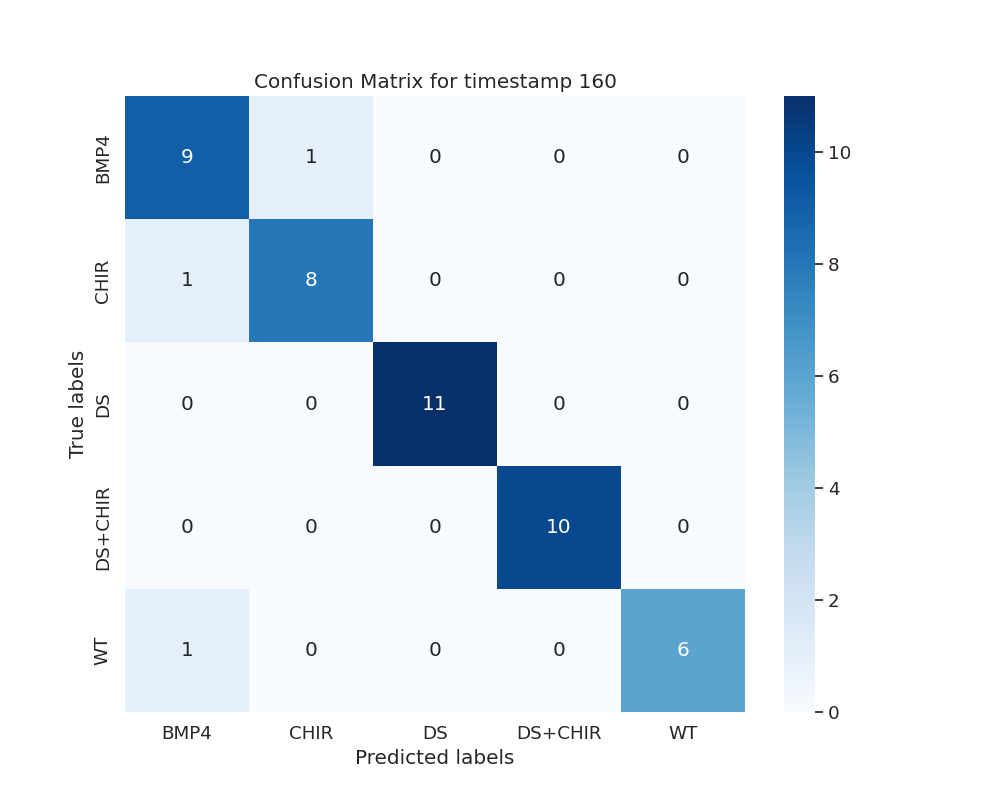 Confusion Matrix for timestamp 160
True labels
BMP4 9 1 0 0 0
CHIR 1 8 0 0 0
DS 0 0 11 0 0
DS+CHIR 0 0 0 10 0
WT 1 0 0 0 6
BMP4 CHIR DS DS+CHIR WT
Predicted labels
10
8
6
4
2
0